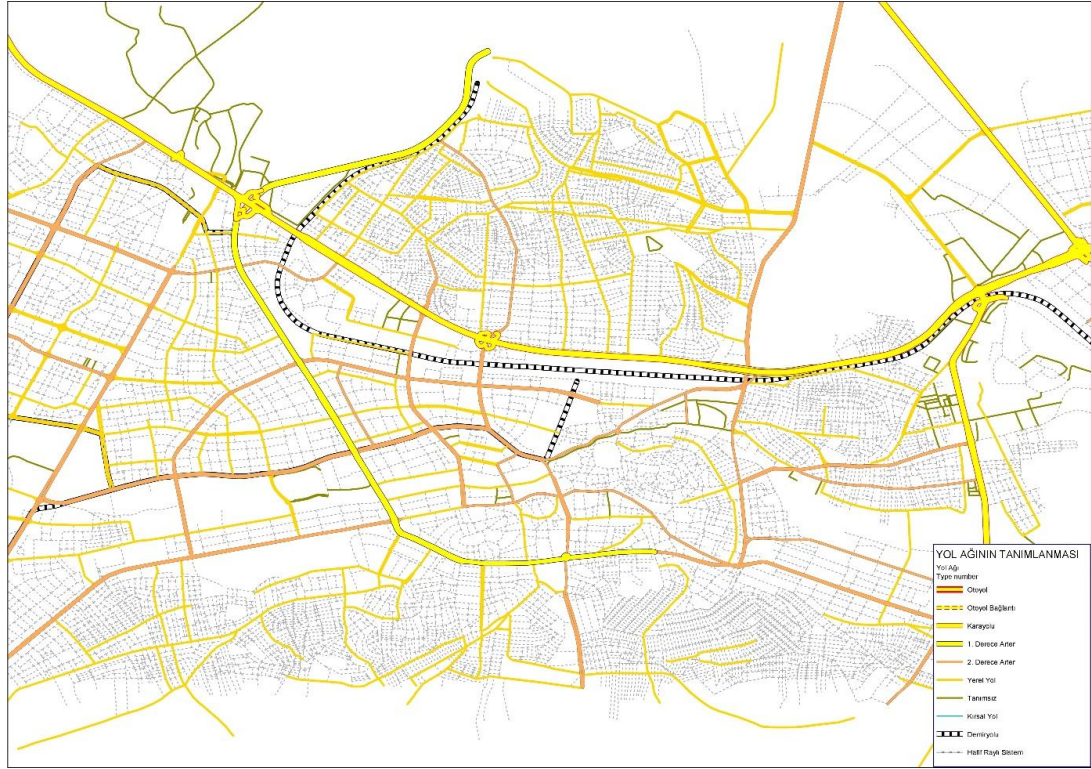 YOL AĞININ TANIMLANMASI
Yol Ağı
Type number
Otoyol
Otoyol Bağlantı
Karayolu
1. Derece Arter
2. Derece Arter
Yerel Yol
Tanımsız
Kırsal Yol
Demiryolu
Hafif Raylı Sistem